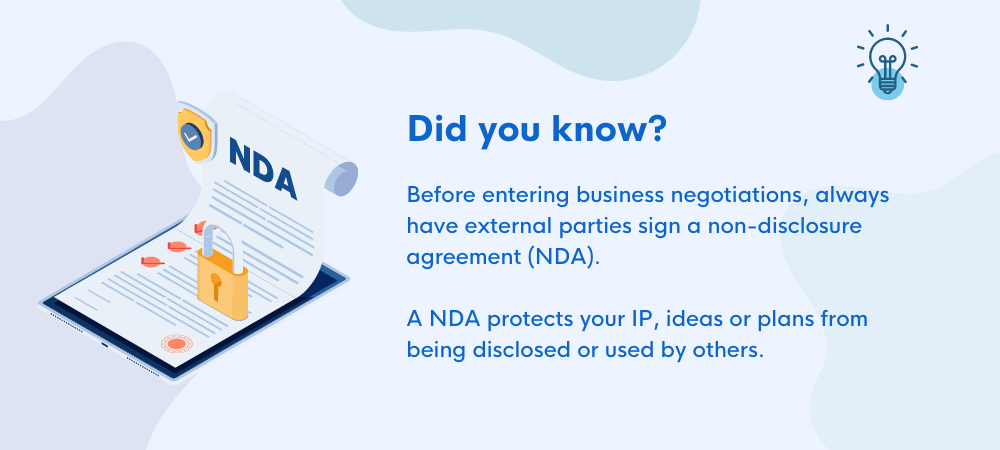 NDA
Did you know?
Before entering business negotiations, always
have external parties sign a non-disclosure
agreement (NDA).
A NDA protects your IP, ideas or plans from
being disclosed or used by others.